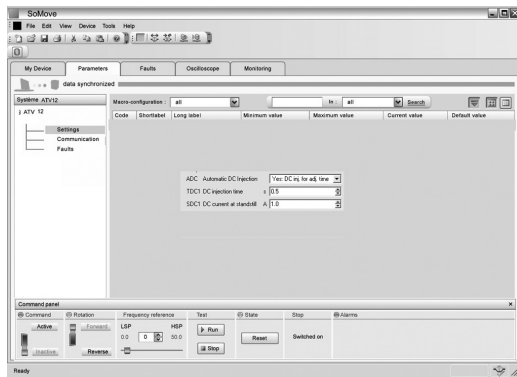 SoMove
File Edit View Device Tools Help
My Device Parameters Faults Oscilloscope Monitoring
data synchronized
Système ATV12
ATV 12
Settings
Communication
Faults
Macro-configuration : all In : all Search
Code Shortlabel Long label Minimum value Maximum value Current value Default value
ADC Automatic DC Injection Yes: DC inj. for adj. time
TDC1 DC injection time s 0.5
SDC1 DC current at standstill A 1.0
Command panel
Command Rotation Frequency reference Test State Stop Alarms
Active Forward LSP HSP Run
0.0 0 50.0 Reset Switched on
Inactive Reverse Stop
Ready